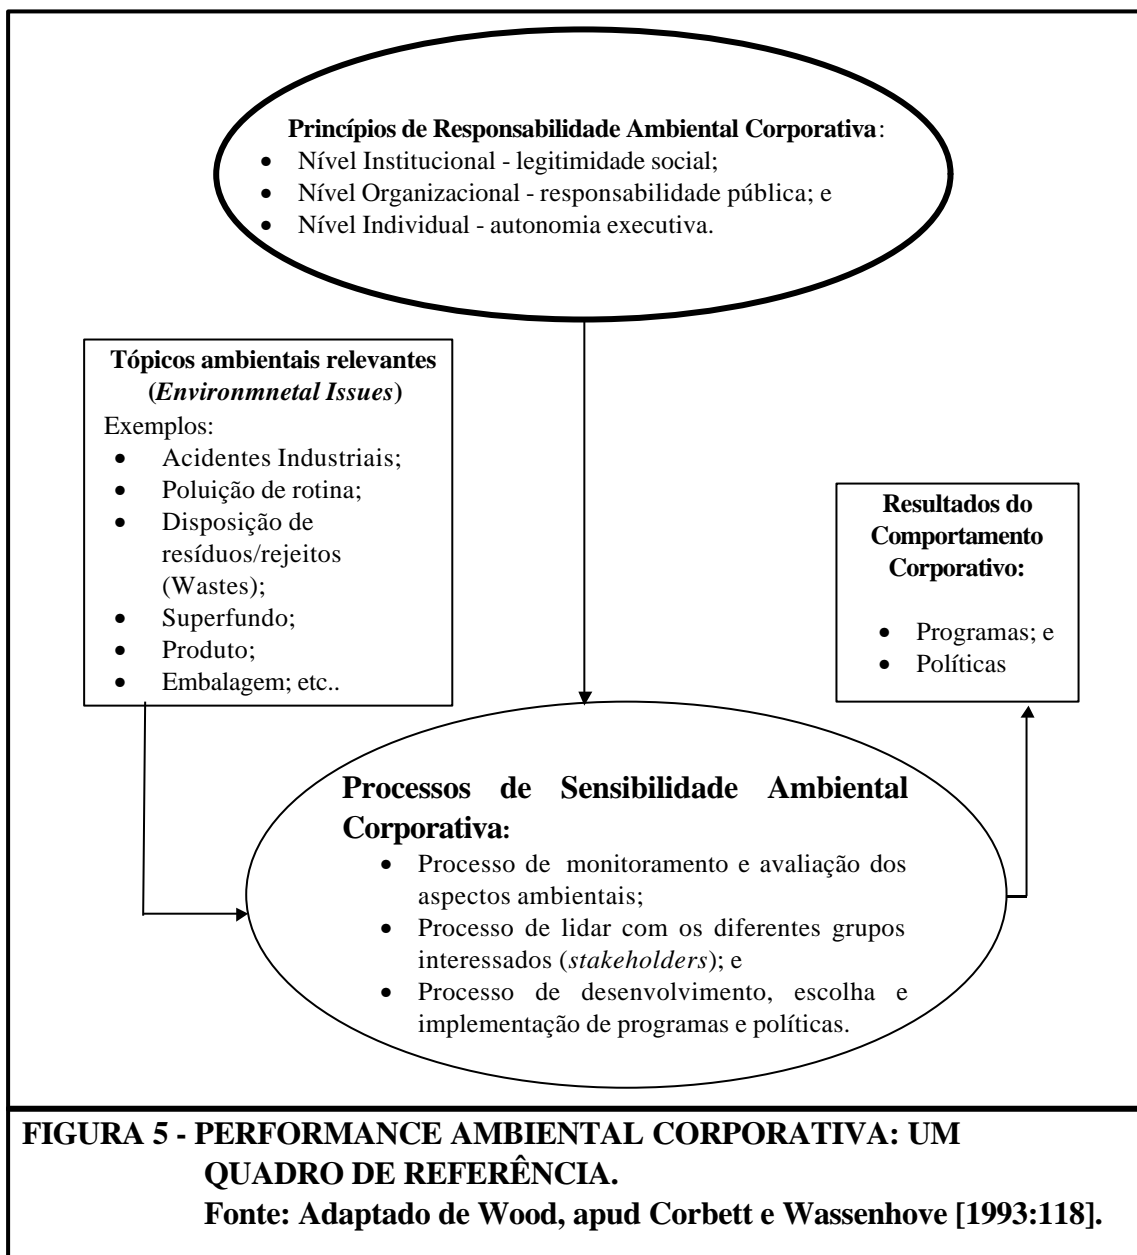 Princípios de Responsabilidade Ambiental Corporativa:
• Nível Institucional - legitimidade social;
• Nível Organizacional - responsabilidade pública; e
• Nível Individual - autonomia executiva.
Tópicos ambientais relevantes
(Environmnetal Issues)
Exemplos:
• Acidentes Industriais;
• Poluição de rotina;
• Disposição de
resíduos/rejeitos
(Wastes);
• Superfundo;
• Produto;
• Embalagem; etc..
Resultados do
Comportamento
Corporativo:
• Programas; e
• Políticas
Processos de Sensibilidade Ambiental
Corporativa:
• Processo de monitoramento e avaliação dos
aspectos ambientais;
• Processo de lidar com os diferentes grupos
interessados (stakeholders); e
• Processo de desenvolvimento, escolha e
implementação de programas e políticas.
FIGURA 5 - PERFORMANCE AMBIENTAL CORPORATIVA: UM
QUADRO DE REFERÊNCIA.
Fonte: Adaptado de Wood, apud Corbett e Wassenhove [1993:118].